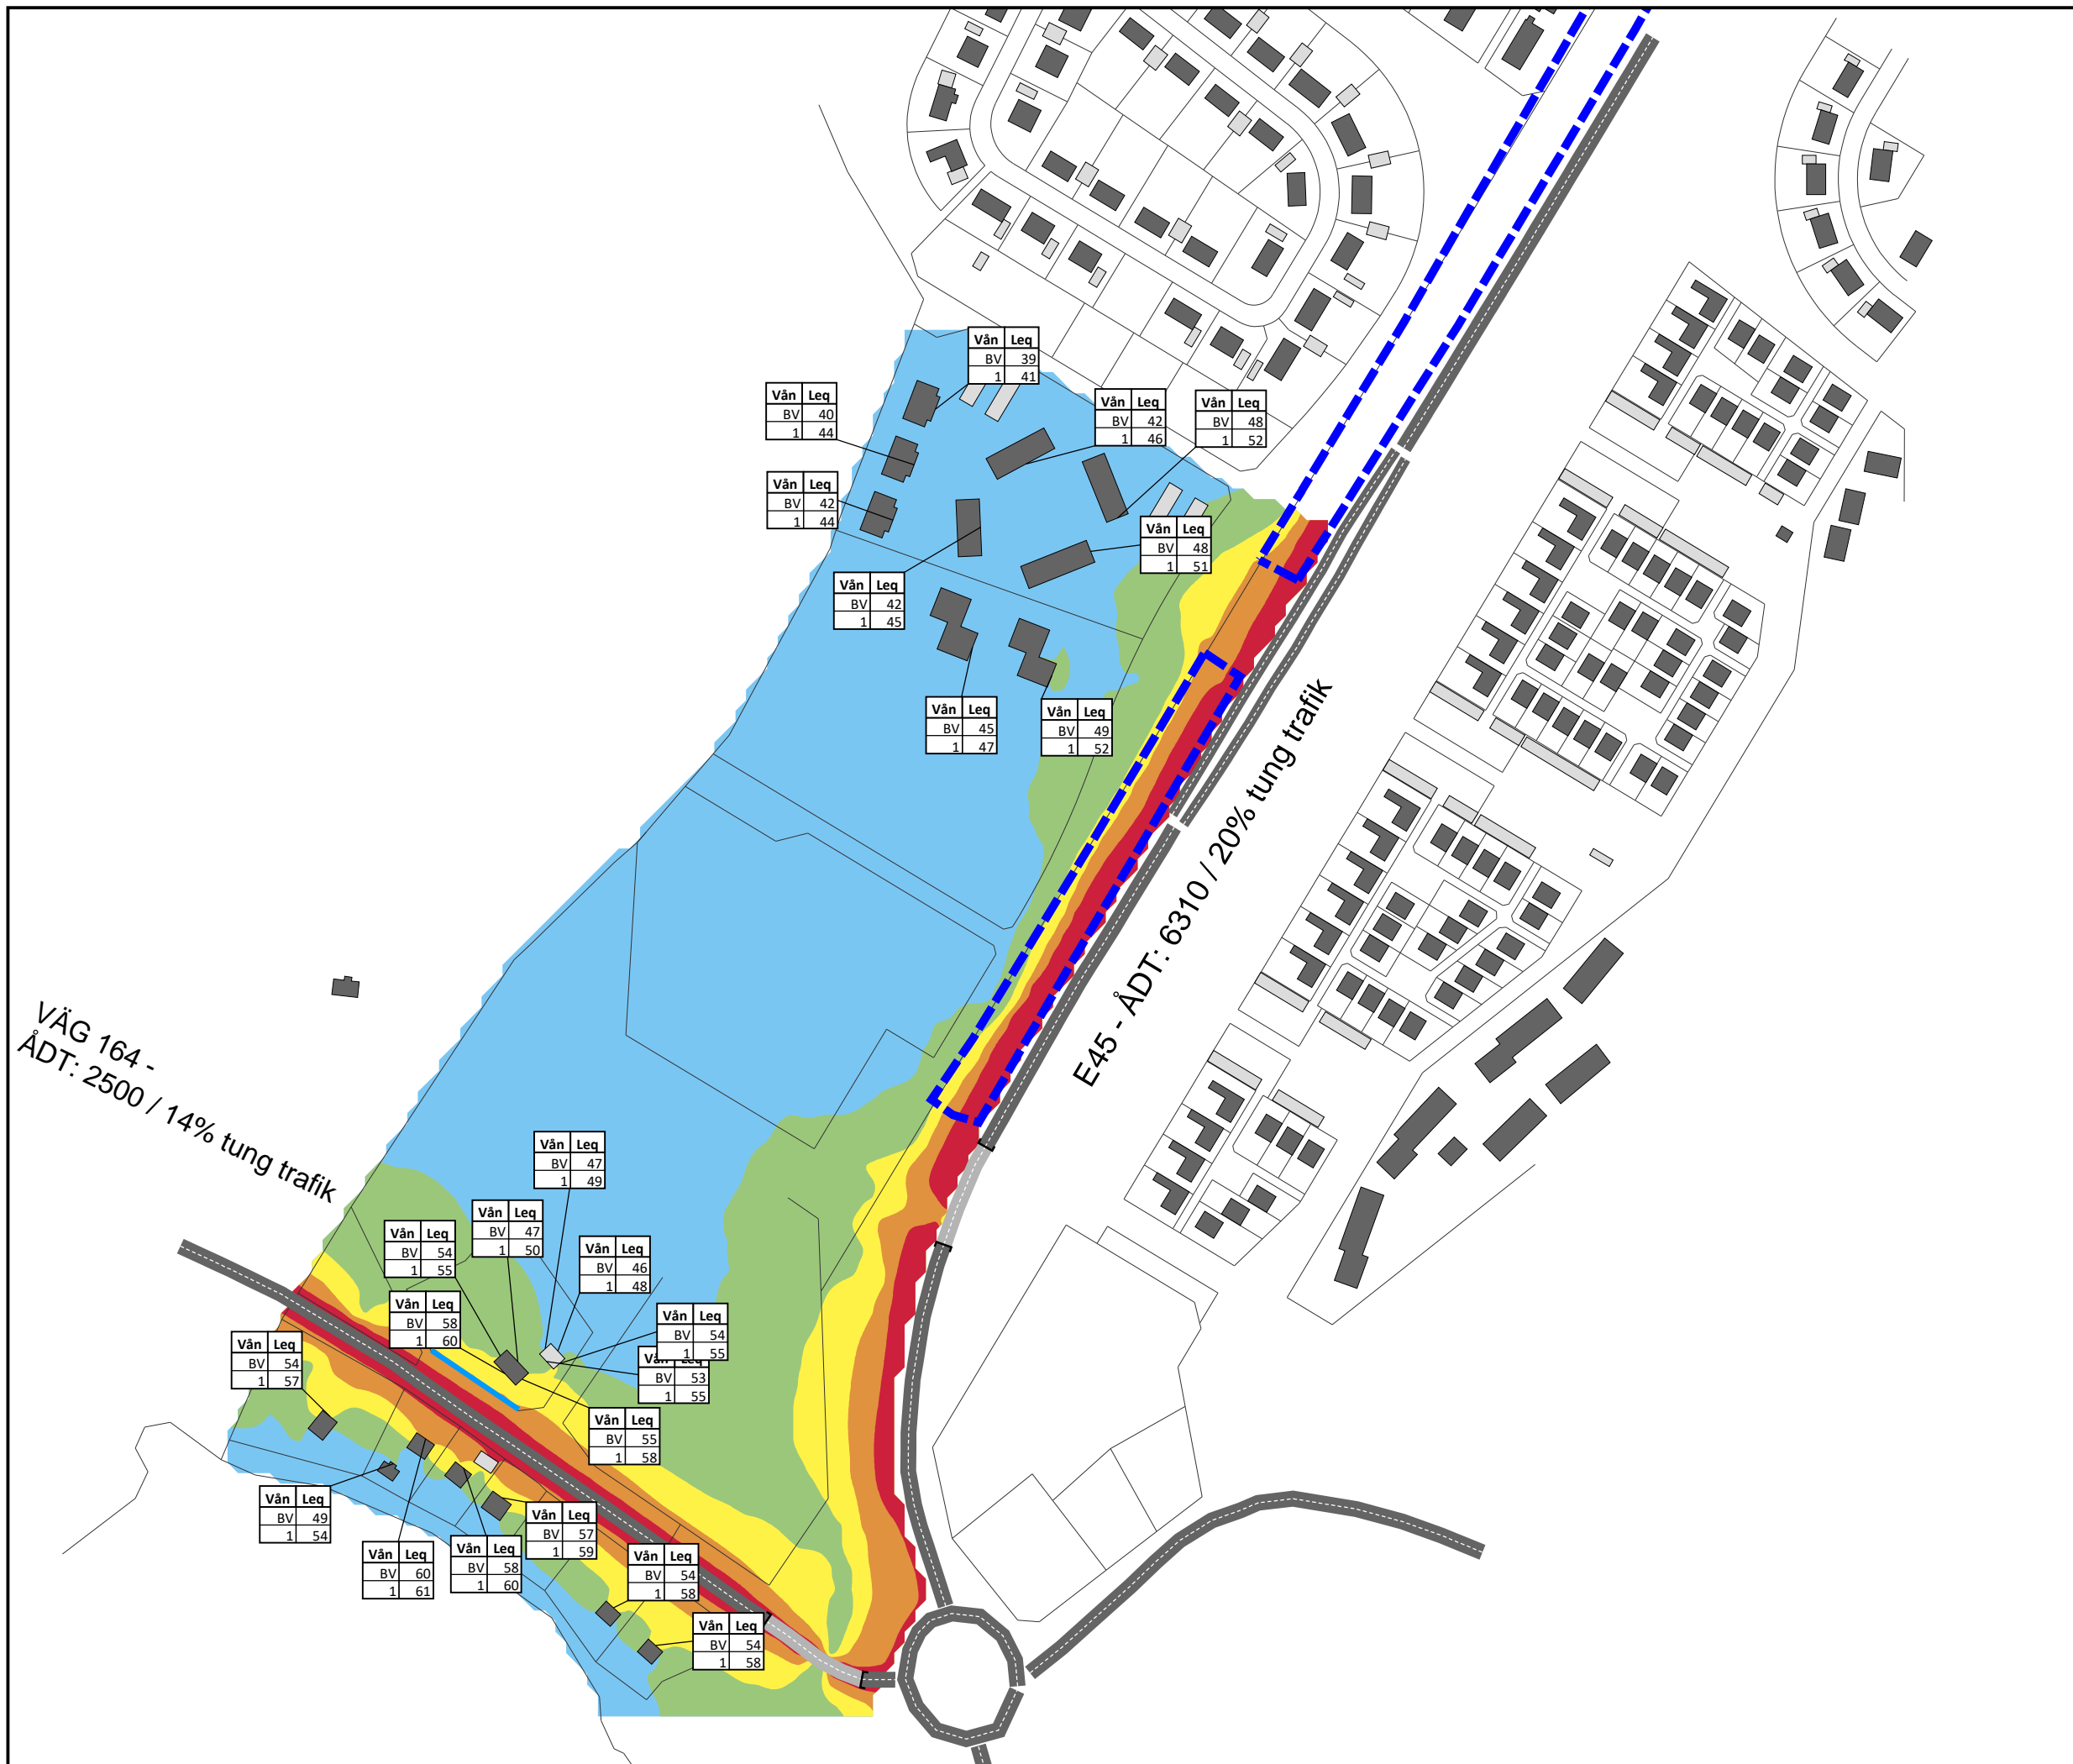 Vån Leq
BV 39
1 41
Vån Leq
BV 40
1 44
Vån Leq
BV 42
1 46
Vån Leq
BV 48
1 52
Vån Leq
BV 42
1 44
Vån Leq
BV 48
1 51
Vån Leq
BV 42
1 45
Vån Leq
BV 45
1 47
Vån Leq
BV 49
1 52
E45 - ÅDT: 6310 / 20% tung trafik
VÄG 164 -
ÅDT: 2500 / 14% tung trafik
Vån Leq
BV 47
1 49
Vån Leq
BV 47
1 50
Vån Leq
BV 54
1 55
Vån Leq
BV 46
1 48
Vån Leq
BV 58
1 60
Vån Leq
BV 54
1 55
Vån Leq
BV 54
1 57
BV 53
1 55
Vån Leq
BV 55
1 58
Vån Leq
BV 49
1 54
Vån Leq
BV 57
1 59
Vån Leq
BV 60
1 61
Vån Leq
BV 58
1 60
Vån Leq
BV 54
1 58
Vån Leq
BV 54
1 58